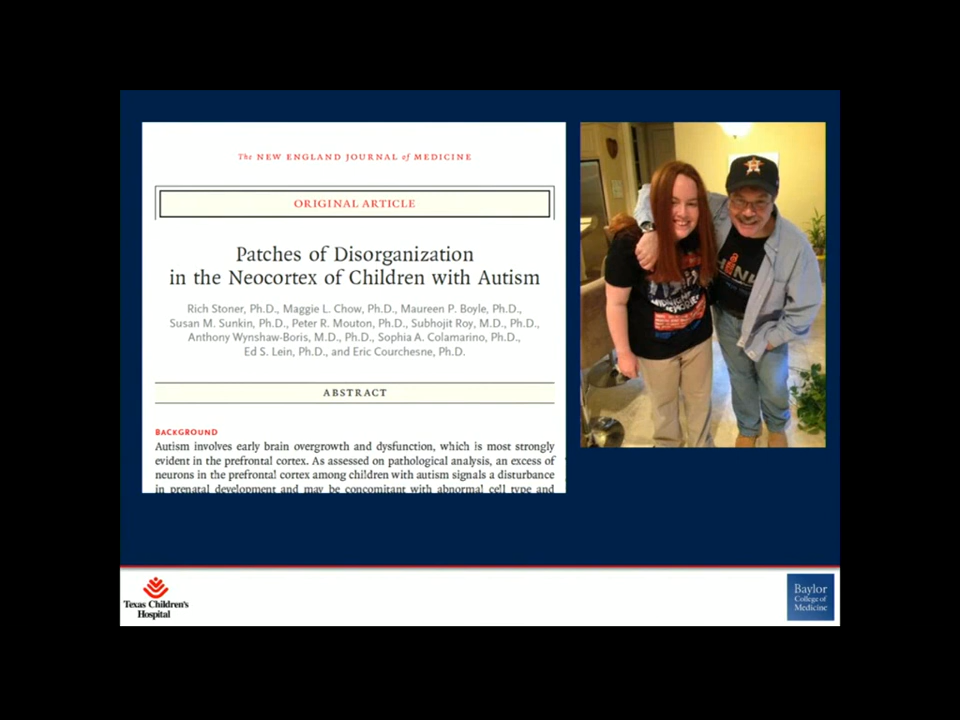 The NEW ENGLAND JOURNAL of MEDICINE
ORIGINAL ARTICLE
Patches of Disorganization
in the Neocortex of Children with Autism
Rich Stoner, Ph.D., Maggie L. Chow, Ph.D., Maureen P. Boyle, Ph.D.,
Susan M. Sunkin, Ph.D., Peter R. Mouton, Ph.D., Subhojit Roy, M.D., Ph.D.,
Anthony Wynshaw-Boris, M.D., Ph.D., Sophia A. Colamarino, Ph.D.,
Ed S. Lein, Ph.D., and Eric Courchesne, Ph.D.
ABSTRACT
BACKGROUND
Autism involves early brain overgrowth and dysfunction, which is most strongly
evident in the prefrontal cortex. As assessed on pathological analysis, an excess of
neurons in the prefrontal cortex among children with autism signals a disturbance
in prenatal development and may be concomitant with abnormal cell type and
Texas Children's
Hospital
Baylor
College of
Medicine